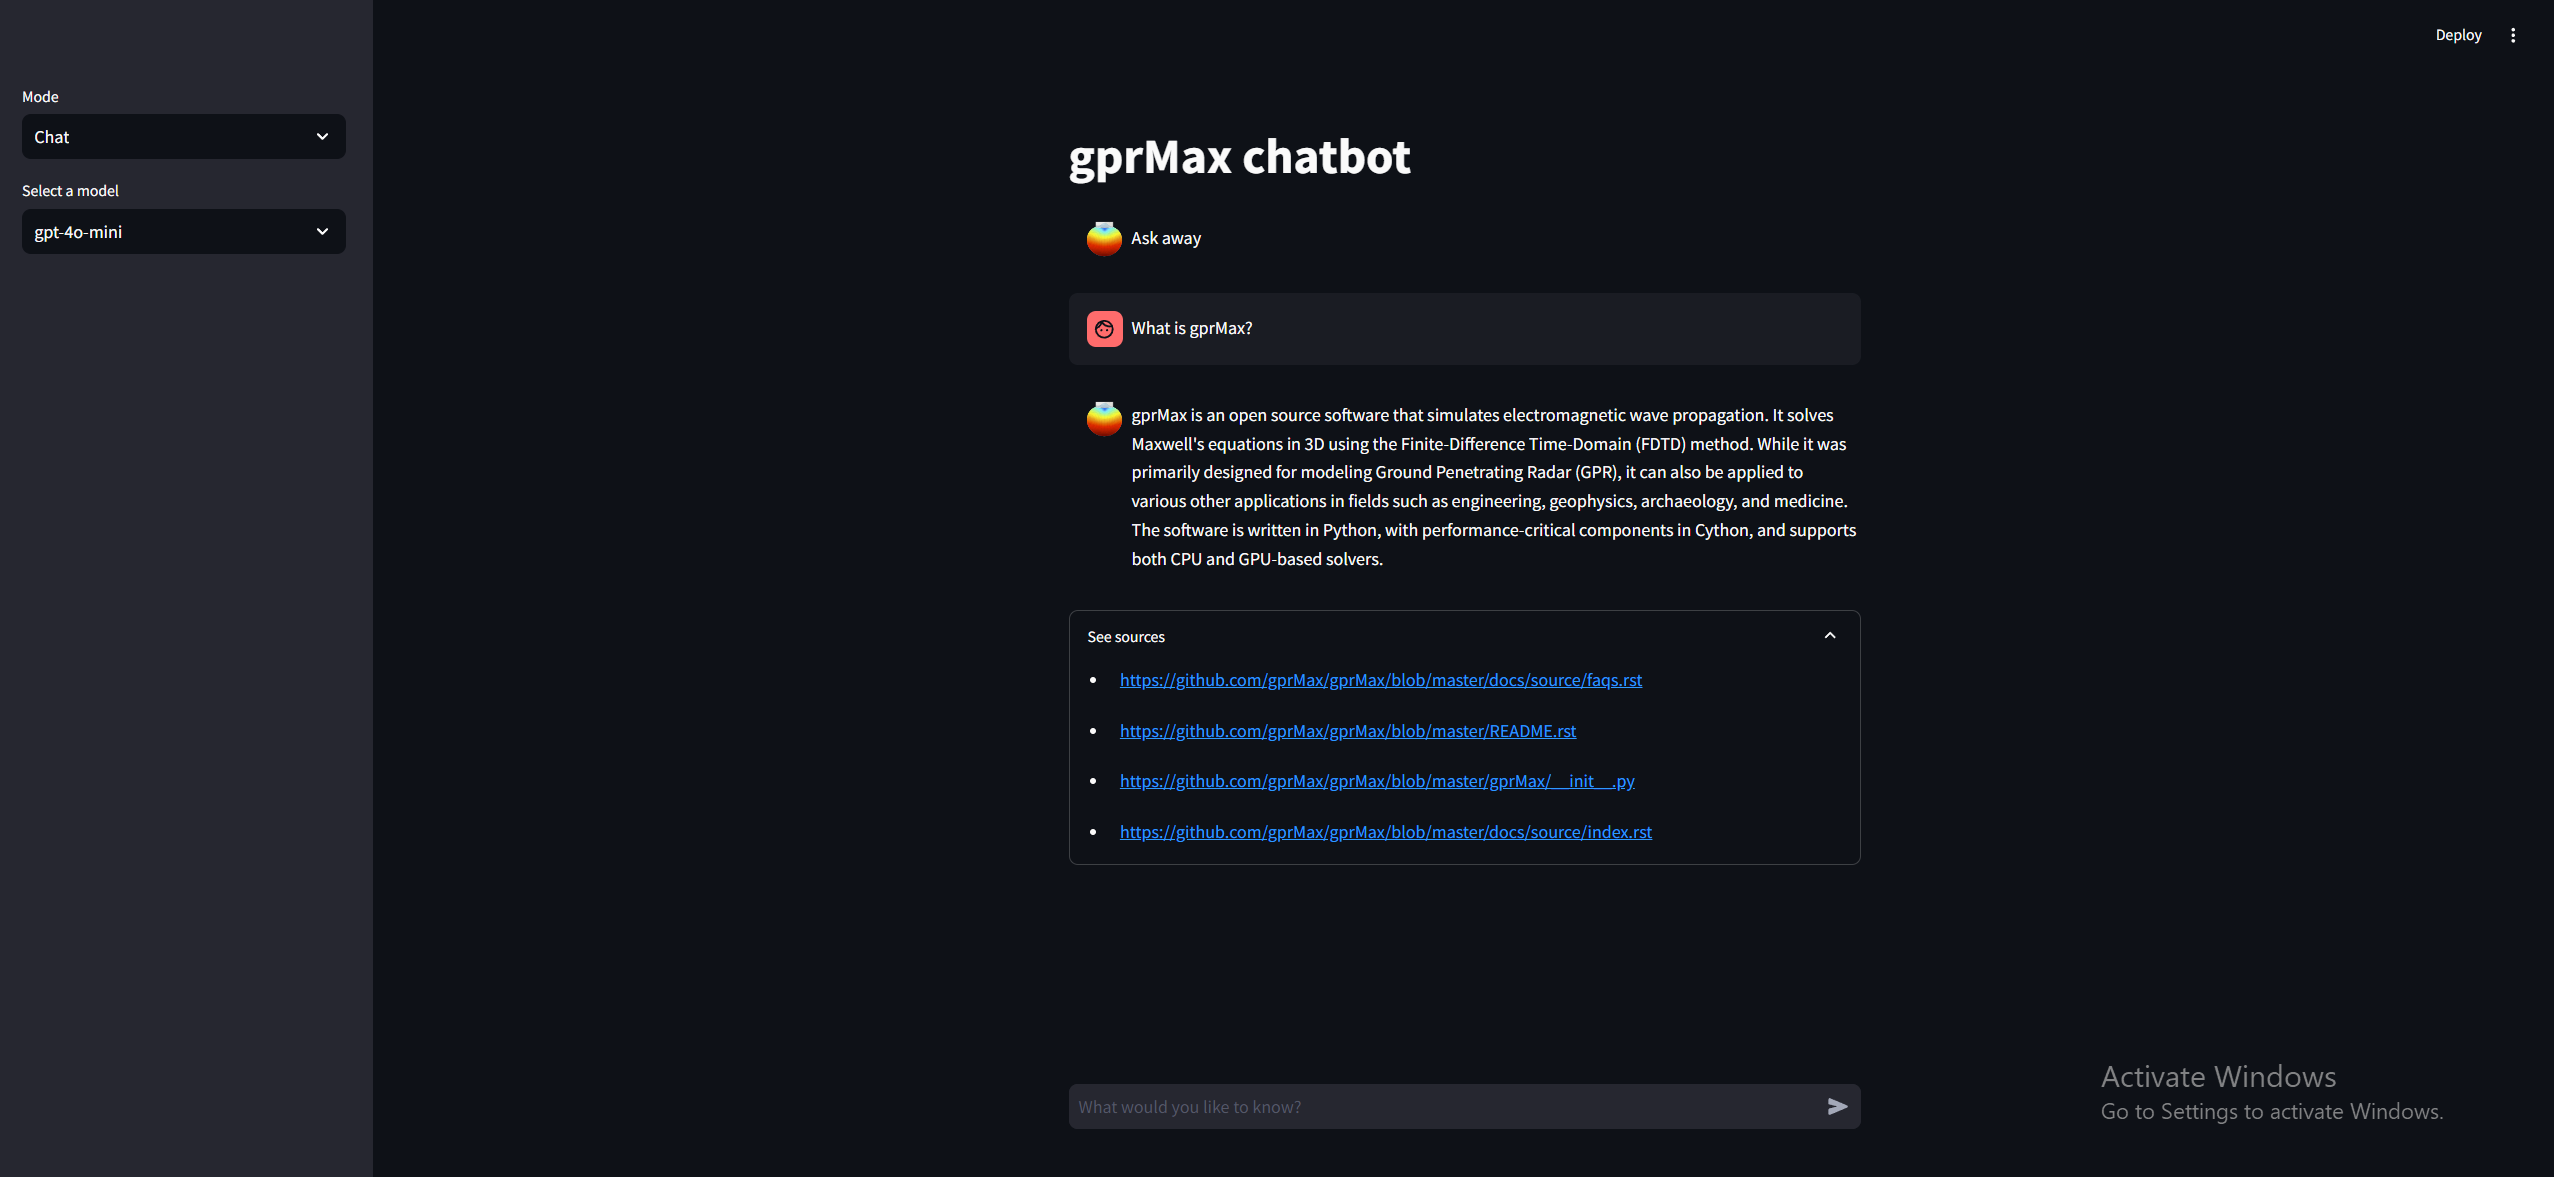 Deploy
Mode
Chat
Select a model
gpt-4o-mini
gprMax chatbot
Ask away
What is gprMax?
gprMax is an open source software that simulates electromagnetic wave propagation. It solves
Maxwell's equations in 3D using the Finite-Difference Time-Domain (FDTD) method. While it was
primarily designed for modeling Ground Penetrating Radar (GPR), it can also be applied to
various other applications in fields such as engineering, geophysics, archaeology, and medicine.
The software is written in Python, with performance-critical components in Cython, and supports
both CPU and GPU-based solvers.
See sources
https://github.com/gprMax/gprMax/blob/master/docs/source/faqs.rst
https://github.com/gprMax/gprMax/blob/master/README.rst
https://github.com/gprMax/gprMax/blob/master/gprMax/__init__.py
https://github.com/gprMax/gprMax/blob/master/docs/source/index.rst
What would you like to know?
Activate Windows
Go to Settings to activate Windows.